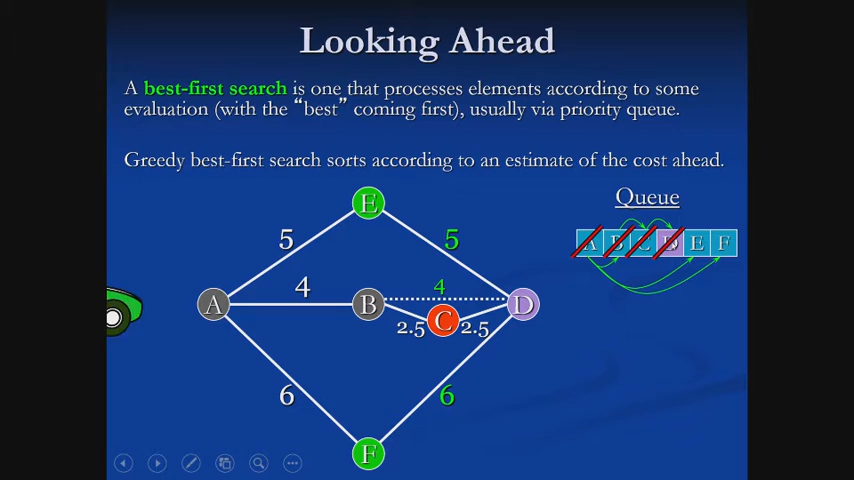 Looking Ahead
A best-first search is one that processes elements according to some
evaluation (with the “best” coming first), usually via priority queue.
Greedy best-first search sorts according to an estimate of the cost ahead.
Queue
A B C D E F
E
5 5
4 4
A B C D
2.5 2.5
6 6
F